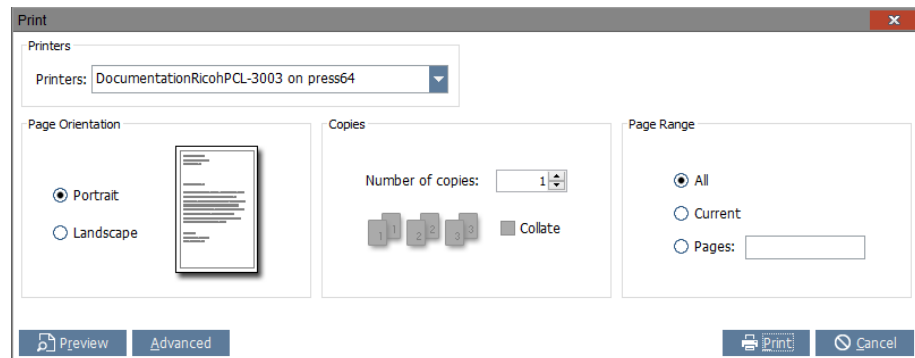 Print
Printers
Printers: DocumentationRicohPCL-3003 on press64
Page Orientation
Portrait
Landscape
Copies
Number of copies: 1
1 1 2 2 3 3
Collate
Page Range
All
Current
Pages:
Preview
Advanced
Print
Cancel